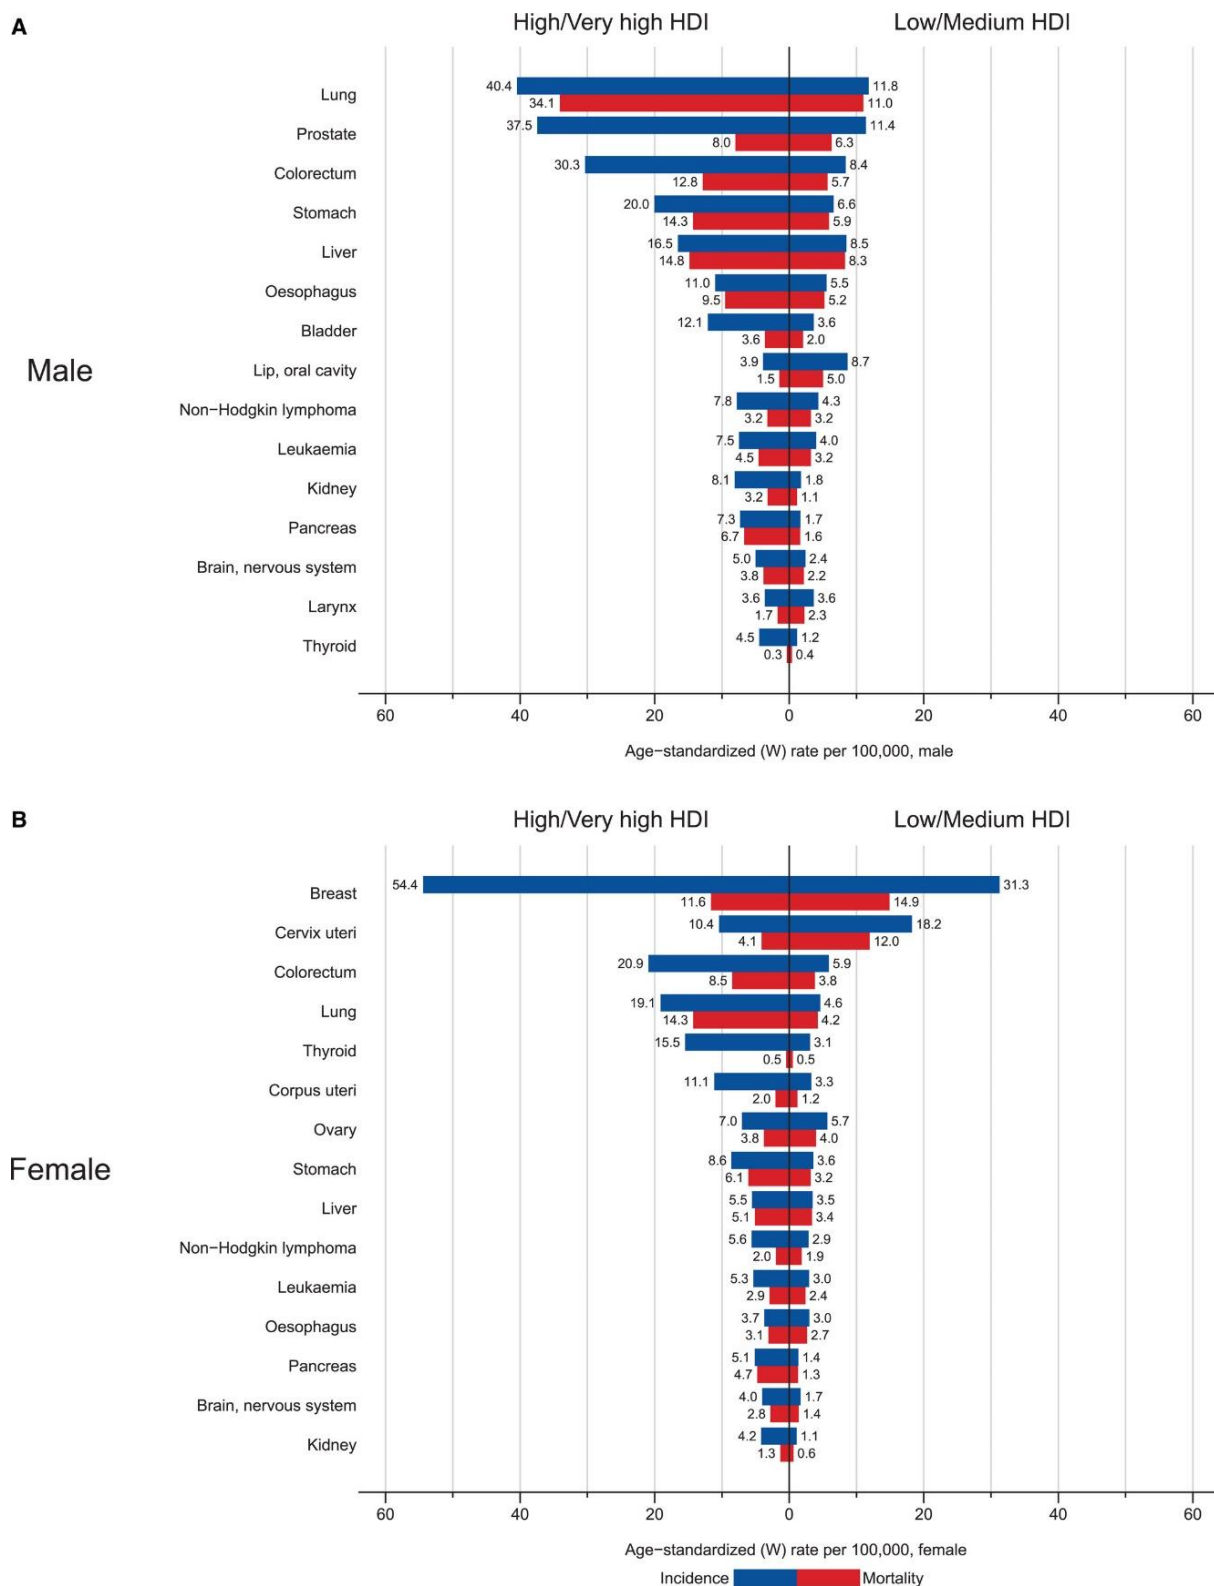 A
High/Very high HDI Low/Medium HDI
Lung 40.4 11.8
34.1 11.0
Prostate 37.5 11.4
8.0 6.3
Colorectum 30.3 8.4
12.8 5.7
Stomach 20.0 6.6
14.3 5.9
Liver 16.5 8.5
14.8 8.3
Oesophagus 11.0 5.5
9.5 5.2
Bladder 12.1 3.6
3.6 2.0
Male
Lip, oral cavity 3.9 8.7
1.5 5.0
Non−Hodgkin lymphoma 7.8 4.3
3.2 3.2
Leukaemia 7.5 4.0
4.5 3.2
Kidney 8.1 1.8
3.2 1.1
Pancreas 7.3 1.7
6.7 1.6
Brain, nervous system 5.0 2.4
3.8 2.2
Larynx 3.6 3.6
1.7 2.3
Thyroid 4.5 1.2
0.3 0.4
60 40 20 0 20 40 60
Age−standardized (W) rate per 100,000, male
B
High/Very high HDI Low/Medium HDI
Breast 54.4 31.3
11.6 14.9
Cervix uteri 10.4 18.2
4.1 12.0
Colorectum 20.9 5.9
8.5 3.8
Lung 19.1 4.6
14.3 4.2
Thyroid 15.5 3.1
0.5 0.5
Corpus uteri 11.1 3.3
2.0 1.2
Ovary 7.0 5.7
3.8 4.0
Female
Stomach 8.6 3.6
6.1 3.2
Liver 5.5 3.5
5.1 3.4
Non−Hodgkin lymphoma 5.6 2.9
2.0 1.9
Leukaemia 5.3 3.0
2.9 2.4
Oesophagus 3.7 3.0
3.1 2.7
Pancreas 5.1 1.4
4.7 1.3
Brain, nervous system 4.0 1.7
2.8 1.4
Kidney 4.2 1.1
1.3 0.6
60 40 20 0 20 40 60
Age−standardized (W) rate per 100,000, female
Incidence Mortality